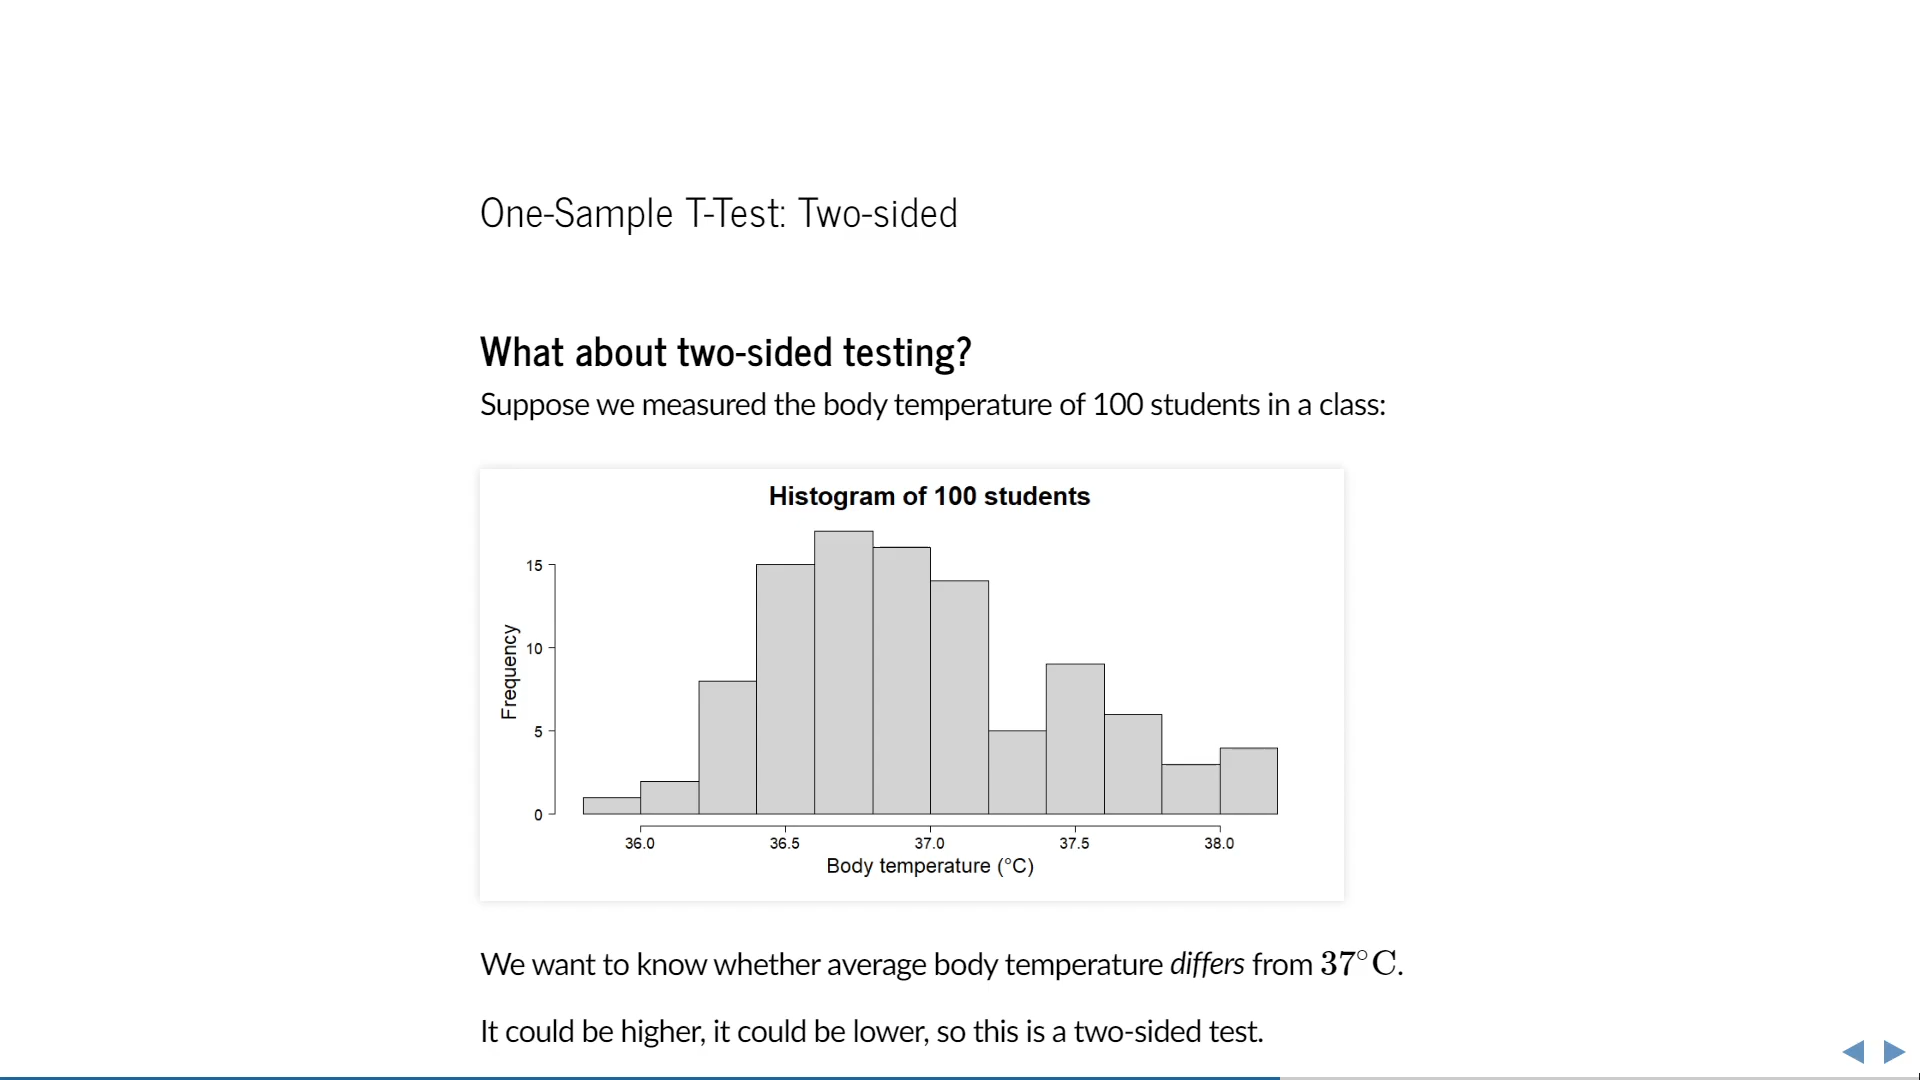 One-Sample T-Test: Two-sided
What about two-sided testing?
Suppose we measured the body temperature of 100 students in a class:
Histogram of 100 students
15
10
5
0
Frequency
36.0 36.5 37.0 37.5 38.0
Body temperature (°C)
We want to know whether average body temperature differs from 37°C.
It could be higher, it could be lower, so this is a two-sided test.